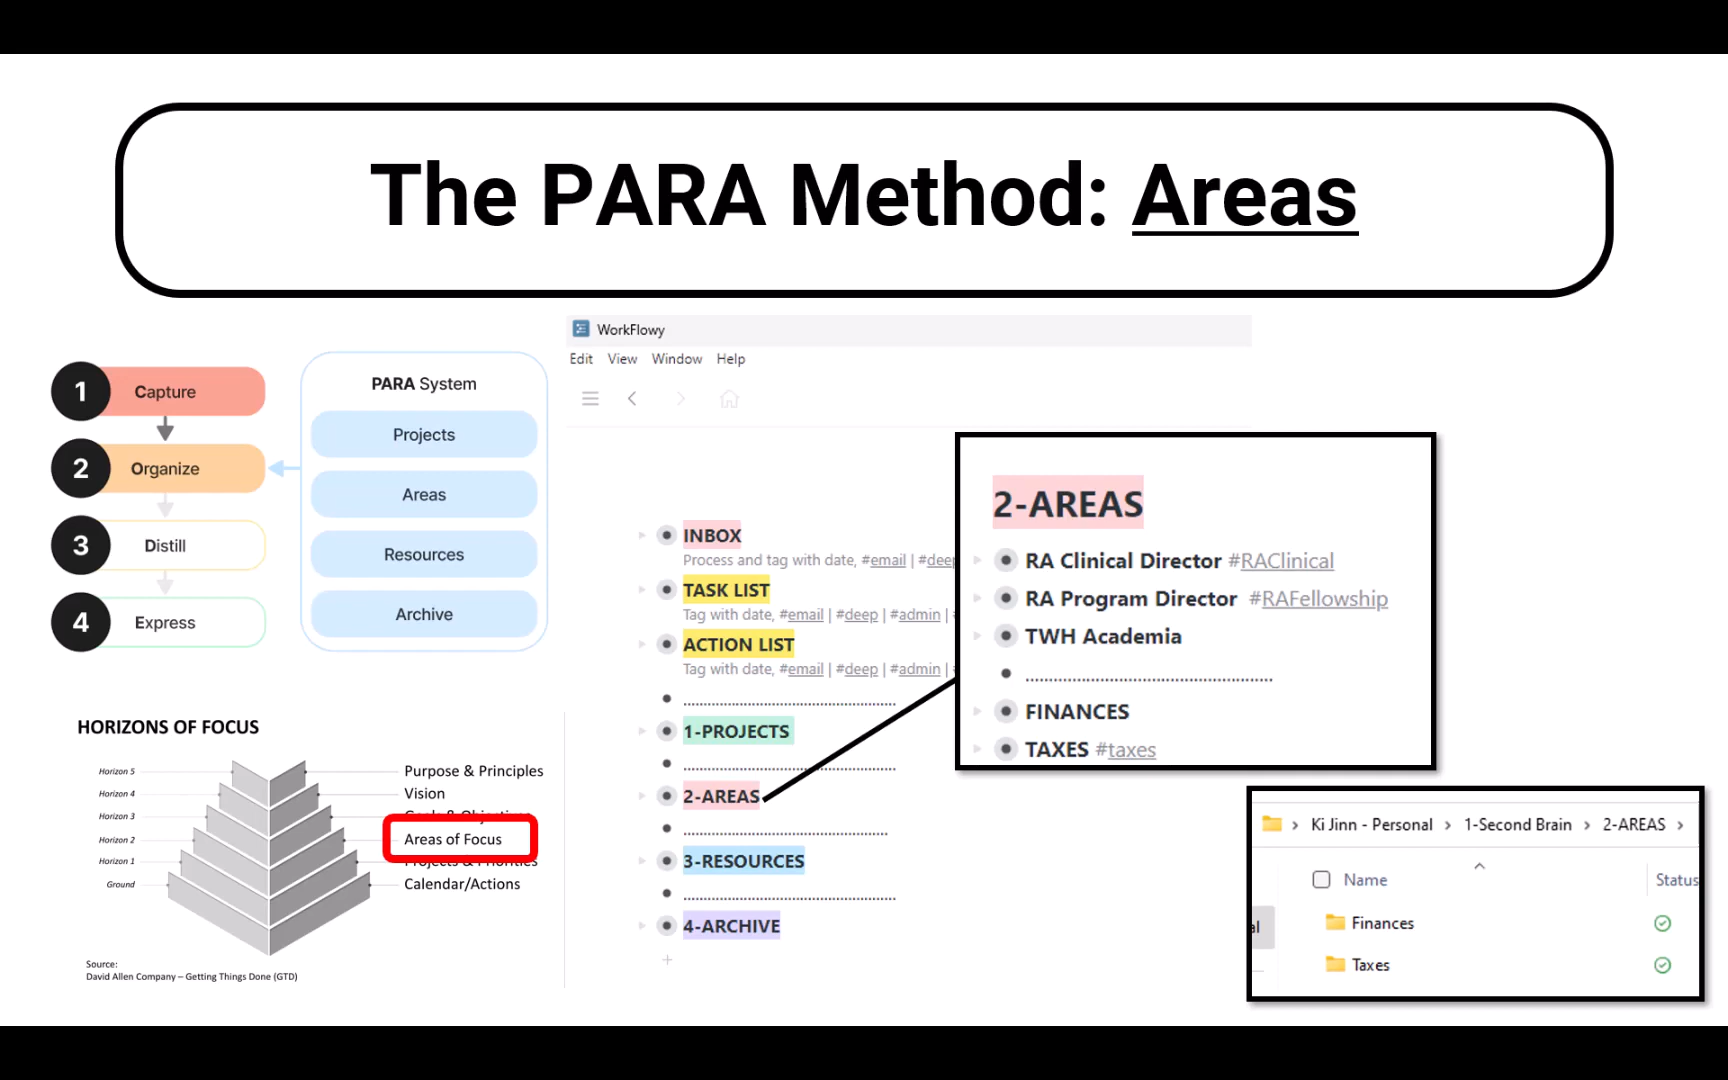 The PARA Method: Areas
1 Capture
2 Organize
3 Distill
4 Express
PARA System
Projects
Areas
Resources
Archive
HORIZONS OF FOCUS
Horizon 5 Purpose & Principles
Horizon 4 Vision
Horizon 3 Goals & Objectives
Horizon 2 Areas of Focus
Horizon 1 Projects & Priorities
Ground Calendar/Actions
Source:
David Allen Company – Getting Things Done (GTD)
WorkFlowy
Edit View Window Help
INBOX
Process and tag with date, #email | #deep
TASK LIST
Tag with date, #email | #deep | #admin |
ACTION LIST
Tag with date, #email | #deep | #admin |
1-PROJECTS
2-AREAS
3-RESOURCES
4-ARCHIVE
2-AREAS
RA Clinical Director #RAClinical
RA Program Director #RAFellowship
TWH Academia
FINANCES
TAXES #taxes
Ki Jinn - Personal > 1-Second Brain > 2-AREAS >
Name Status
Finances
Taxes